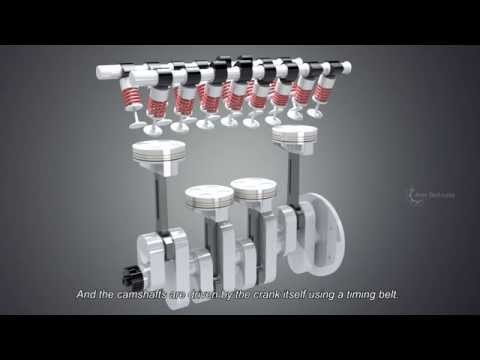 And the camshafts are driven by the crank itself using a timing belt.